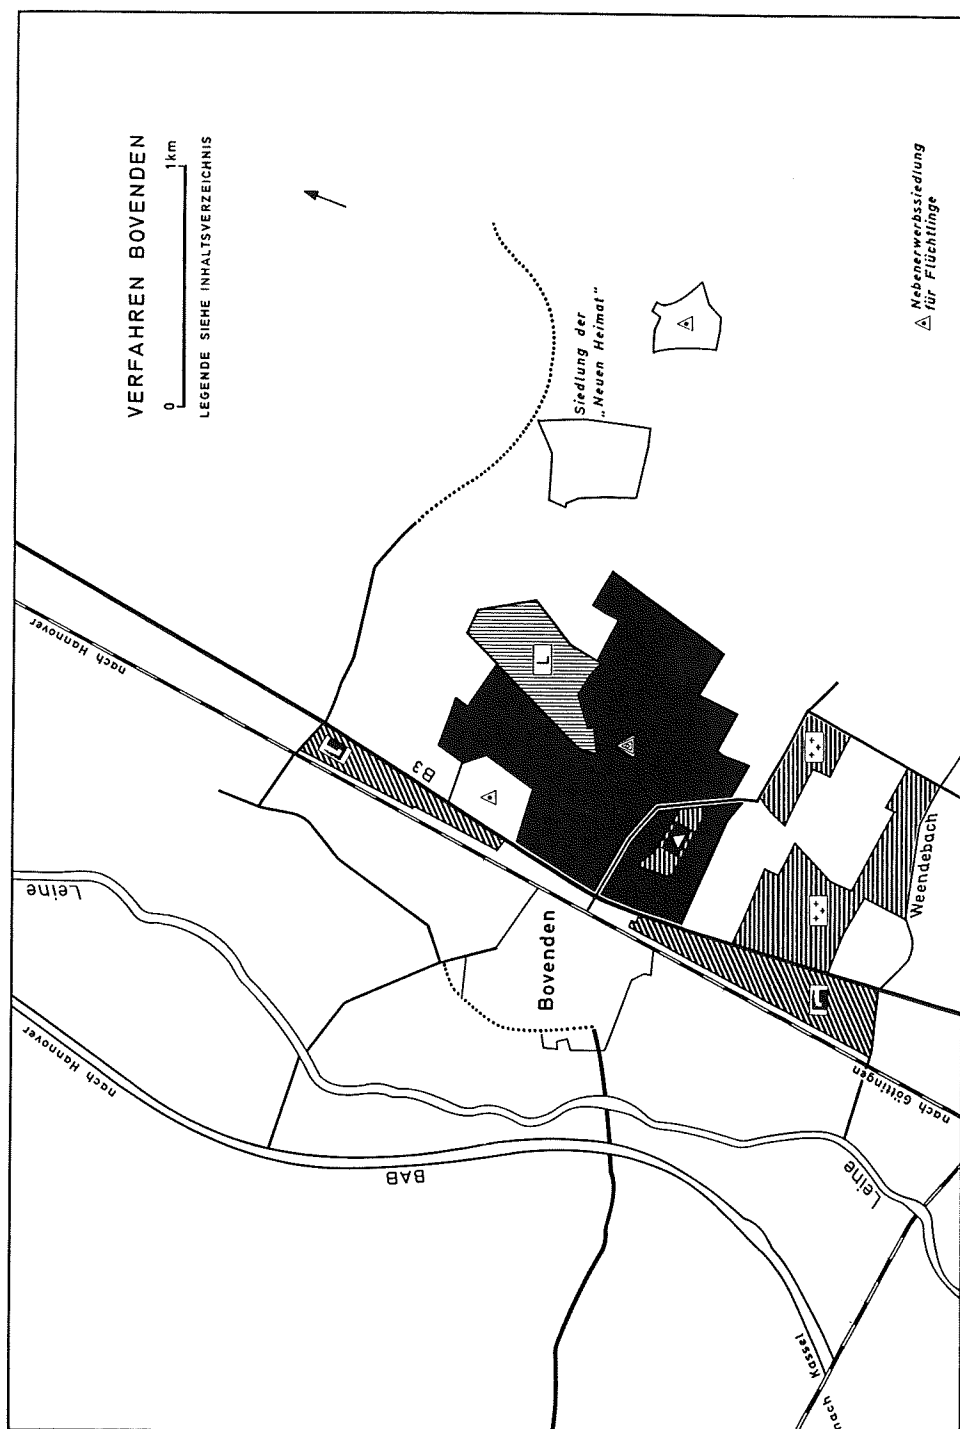 VERFAHREN BOVENDEN
0 1km
LEGENDE SIEHE INHALTSVERZEICHNIS
nach Hannover
B3
L
Siedlung der
„Neuen Heimat"
Nebenerwerbssiedlung
für Flüchtlinge
Leine
nach Hannover
BAB
Bovenden
Weendebach
nach Göttingen
Leine
nach Kassel